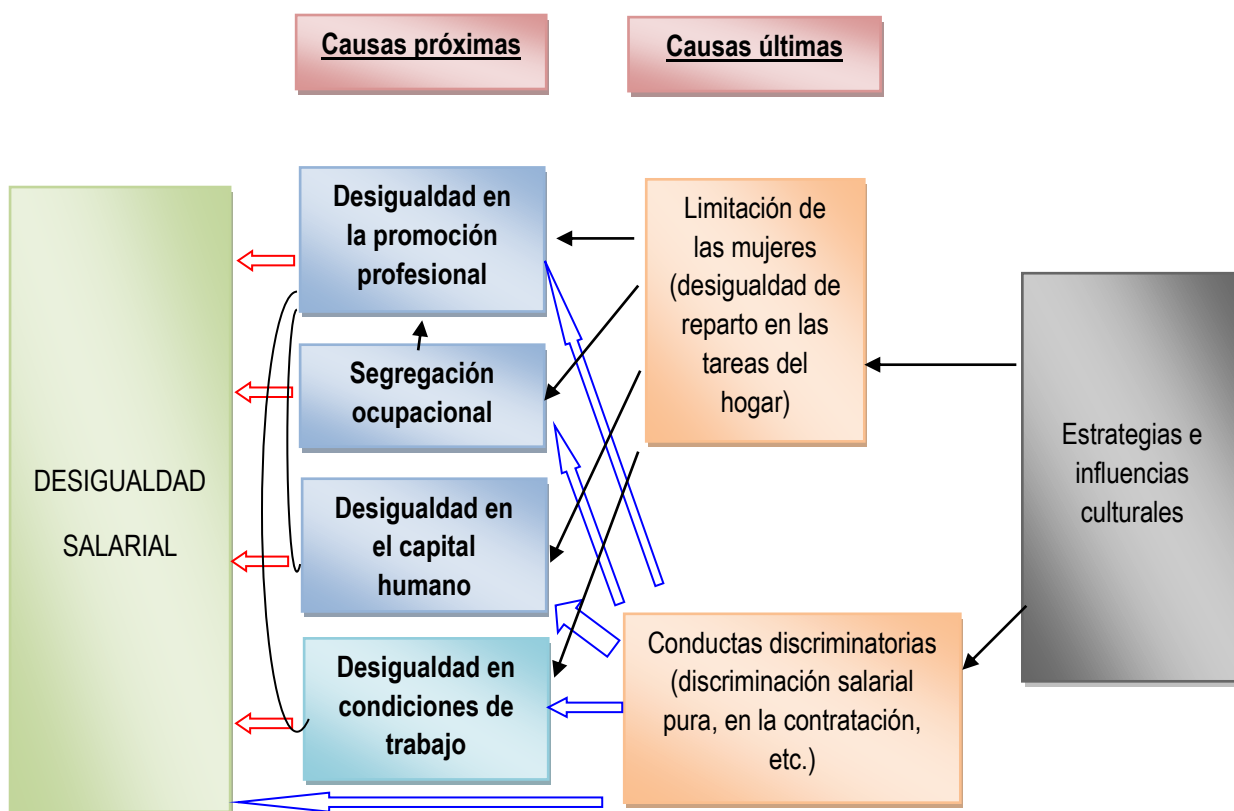 Causas próximas
Causas últimas
DESIGUALDAD
SALARIAL
Desigualdad en
la promoción
profesional
Segregación
ocupacional
Desigualdad en
el capital
humano
Desigualdad en
condiciones de
trabajo
Limitación de
las mujeres
(desigualdad de
reparto en las
tareas del
hogar)
Conductas discriminatorias
(discriminación salarial
pura, en la contratación,
etc.)
Estrategias e
influencias
culturales